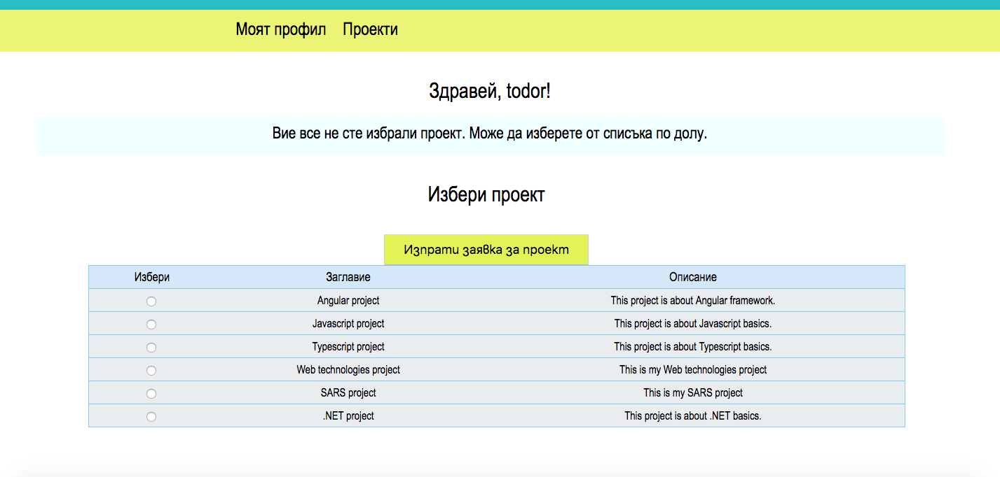 Моят профил Проекти
Здравей, todor!
Вие все не сте избрали проект. Може да изберете от списъка по долу.
Избери проект
Изпрати заявка за проект
Избери Заглавие Описание
Angular project This project is about Angular framework.
Javascript project This project is about Javascript basics.
Typescript project This project is about Typescript basics.
Web technologies project This is my Web technologies project
SARS project This is my SARS project
.NET project This project is about .NET basics.